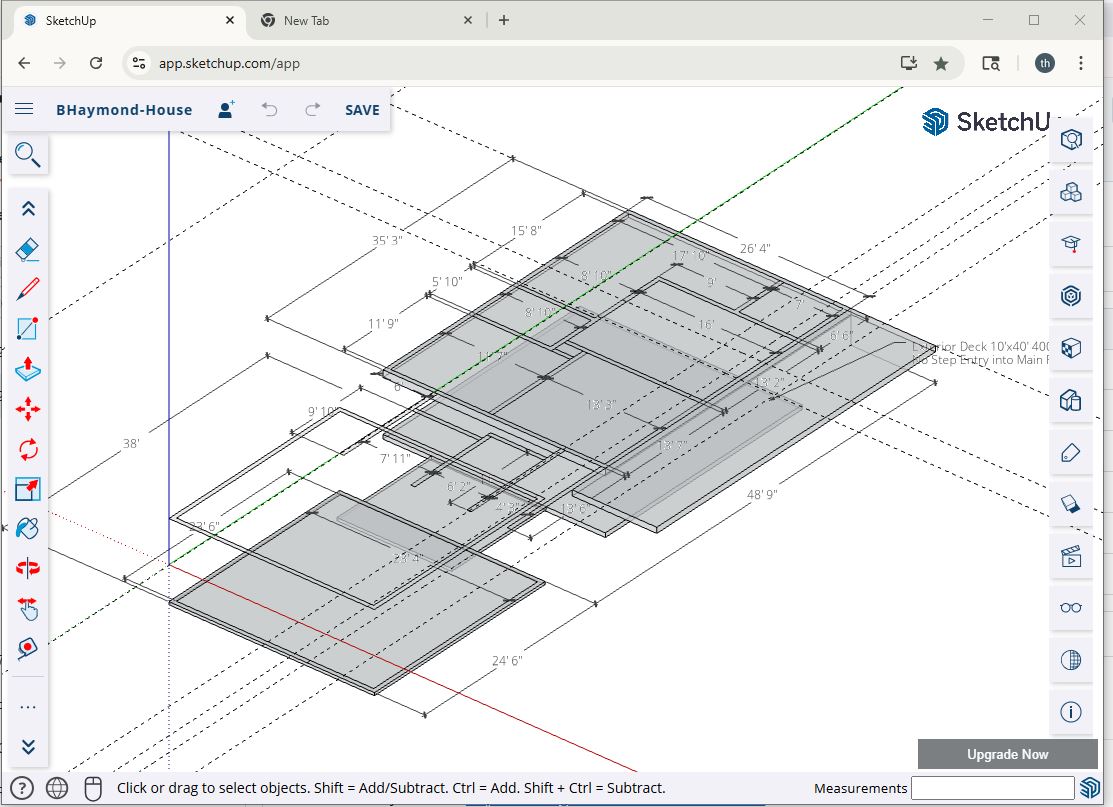 SketchUp
New Tab
app.sketchup.com/app
th
BHaymond-House
SAVE
SketchU
35' 3"
15' 8"
26' 4"
17' 10"
5' 10"
8' 10"
9'
7'
11' 9"
8' 10"
16'
6' 6"
Exterior Deck 10'x40' 400
No Step Entry into Main F
6'
13' 2"
9' 10"
13' 3"
38'
13' 7"
7' 11"
6' 2"
48' 9"
4' 3"
13' 6"
23' 6"
23' 4"
24' 6"
Upgrade Now
Click or drag to select objects. Shift = Add/Subtract. Ctrl = Add. Shift + Ctrl = Subtract.
Measurements